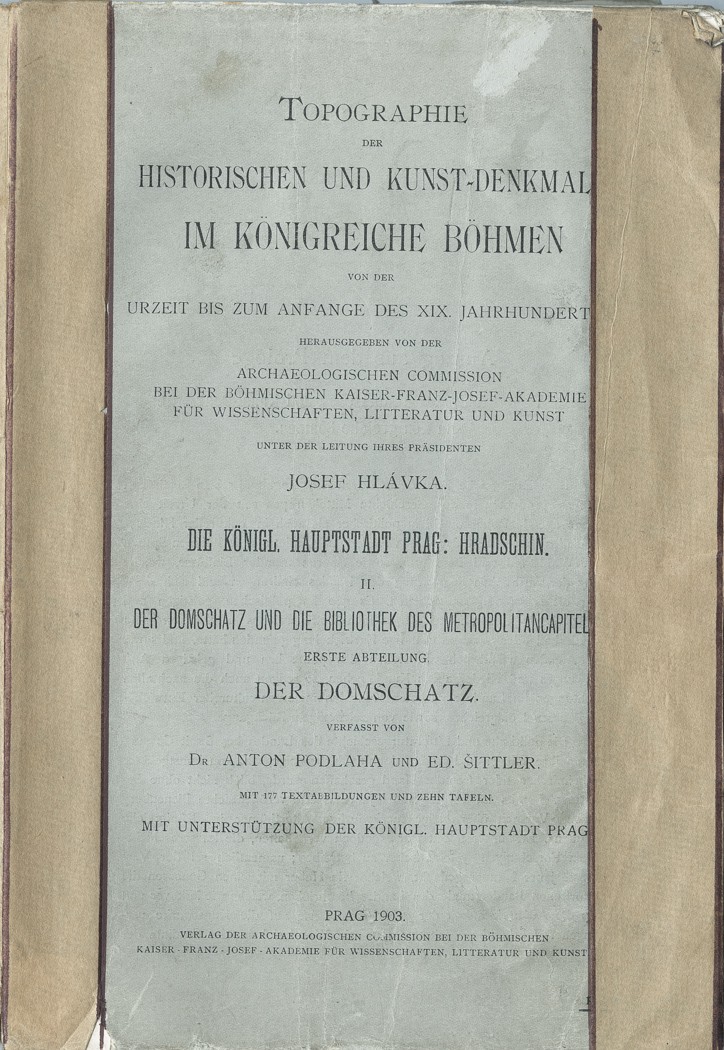 TOPOGRAPHIE
DER
HISTORISCHEN UND KUNST-DENKMAL
IM KÖNIGREICHE BÖHMEN
VON DER
URZEIT BIS ZUM ANFANGE DES XIX. JAHRHUNDERT
HERAUSGEGEBEN VON DER
ARCHAEOLOGISCHEN COMMISSION
BEI DER BÖHMISCHEN KAISER-FRANZ-JOSEF-AKADEMIE
FÜR WISSENSCHAFTEN, LITTERATUR UND KUNST
UNTER DER LEITUNG IHRES PRÄSIDENTEN
JOSEF HLÁVKA.
DIE KÖNIGL. HAUPTSTADT PRAG: HRADSCHIN.
II.
DER DOMSCHATZ UND DIE BIBLIOTHEK DES METROPOLITANCAPITEL
ERSTE ABTEILUNG.
DER DOMSCHATZ.
VERFASST VON
DR ANTON PODLAHA UND ED. ŠITTLER.
MIT 177 TEXTABBILDUNGEN UND ZEHN TAFELN.
MIT UNTERSTÜTZUNG DER KÖNIGL. HAUPTSTADT PRAG
PRAG 1903.
VERLAG DER ARCHAEOLOGISCHEN COMMISSION BEI DER BÖHMISCHEN
KAISER-FRANZ-JOSEF-AKADEMIE FÜR WISSENSCHAFTEN, LITTERATUR UND KUNST